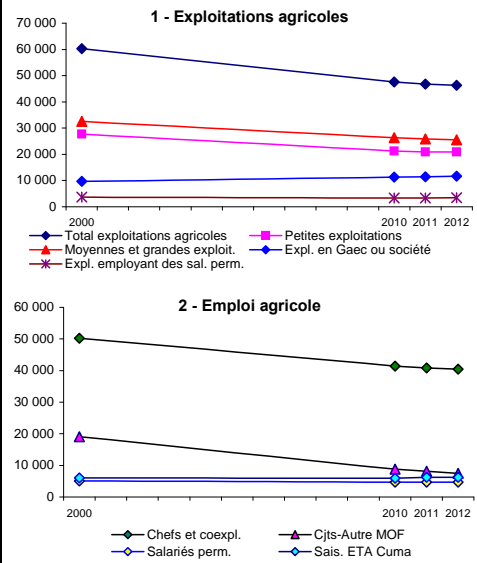 1 - Exploitations agricoles
70 000
60 000
50 000
40 000
30 000
20 000
10 000
0
2000 2010 2011 2012
Total exploitations agricoles Petites exploitations
Moyennes et grandes exploit. Expl. en Gaec ou société
Expl. employant des sal. perm.
2 - Emploi agricole
60 000
50 000
40 000
30 000
20 000
10 000
0
2000 2010 2011 2012
Chefs et coexpl. Cjts-Autre MOF
Salariés perm. Sais. ETA Cuma